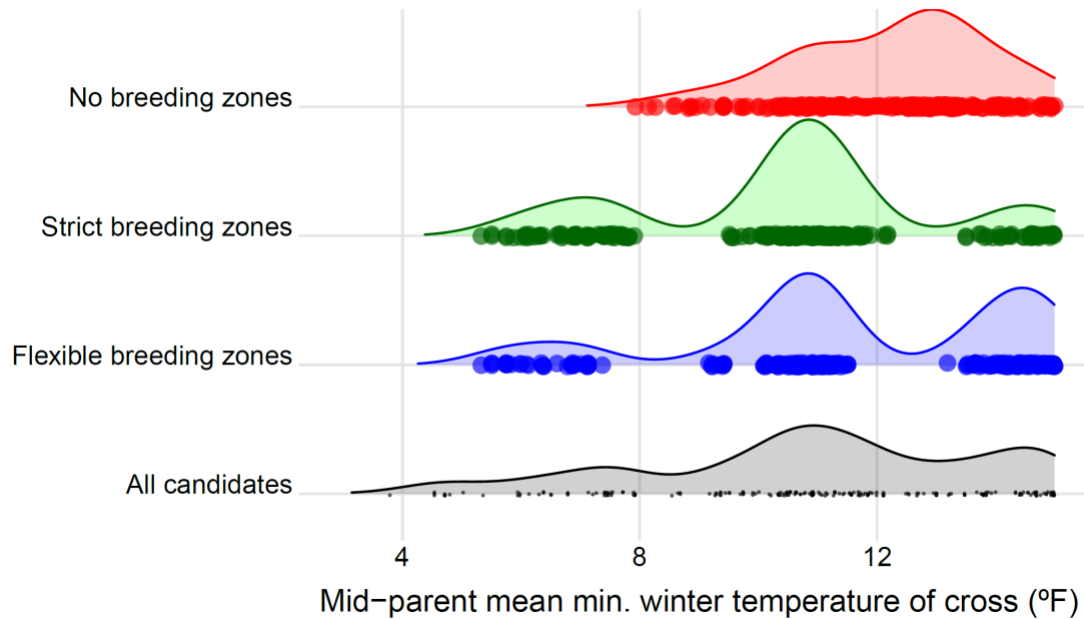 No breeding zones
Strict breeding zones
Flexible breeding zones
All candidates
4 8 12
Mid−parent mean min. winter temperature of cross (ºF)